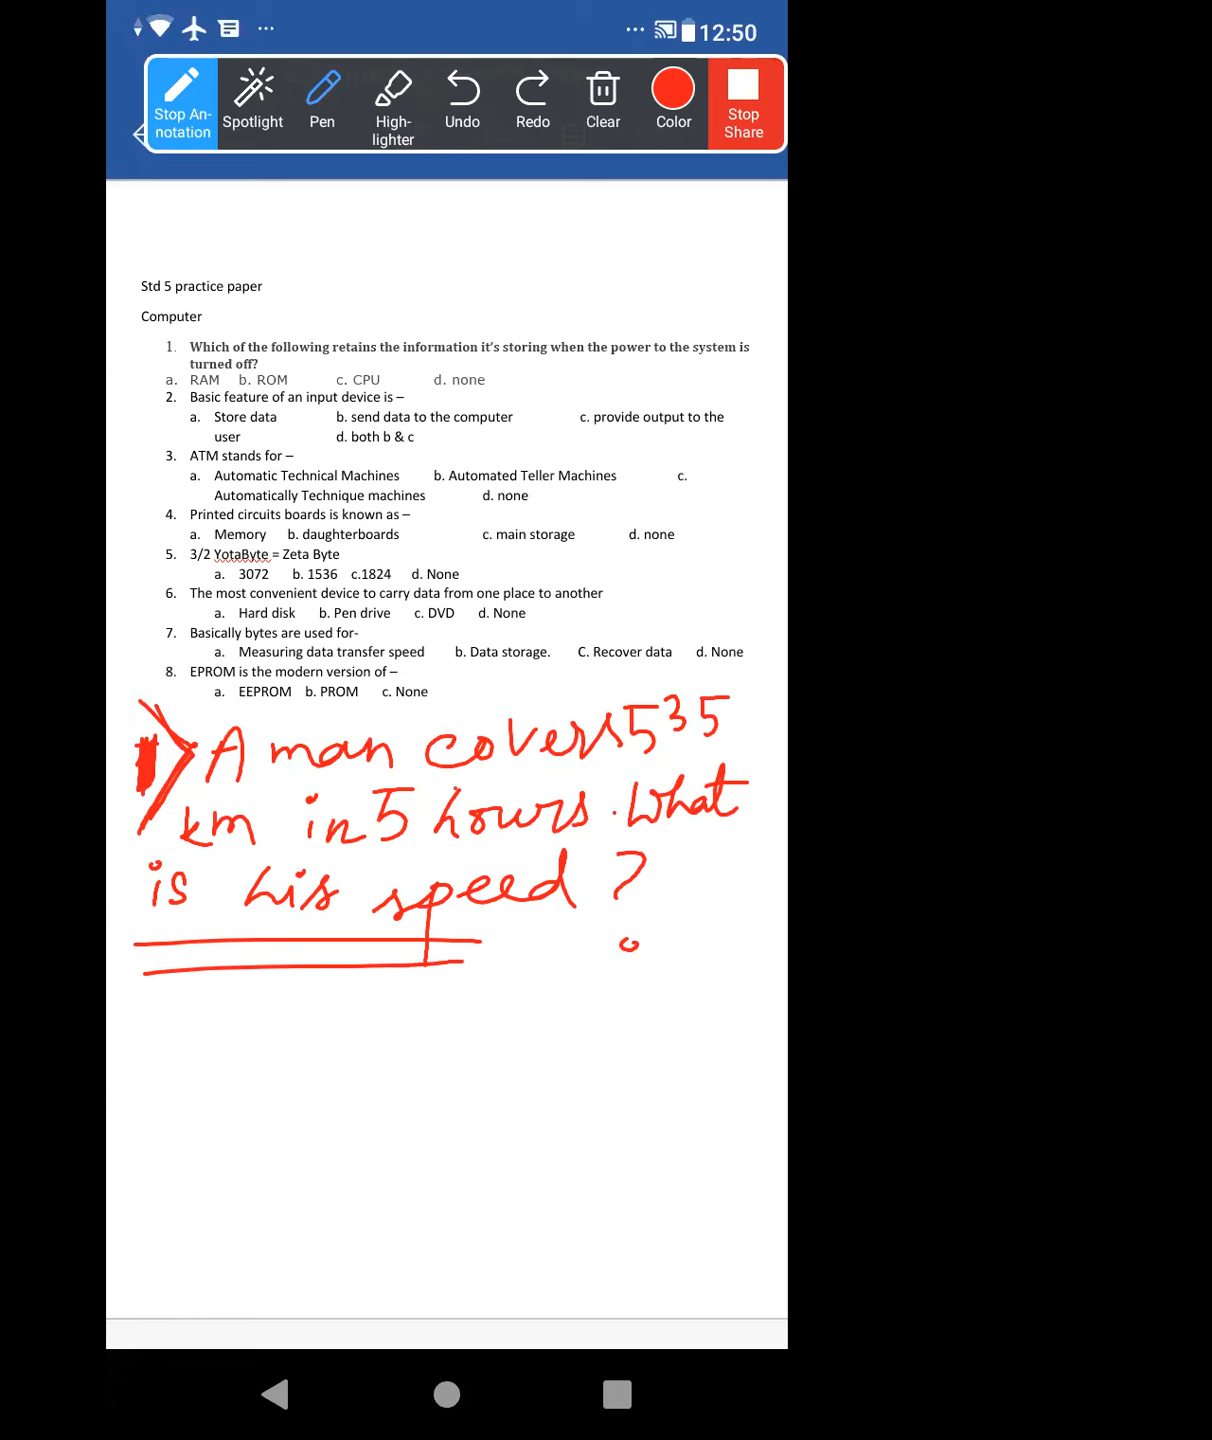 ... ... 12:50
Stop An-
notation
Spotlight
Pen
High-
lighter
Undo
Redo
Clear
Color
Stop
Share
Std 5 practice paper
Computer
1. Which of the following retains the information it's storing when the power to the system is
turned off?
a. RAM b. ROM c. CPU d. none
2. Basic feature of an input device is –
a. Store data b. send data to the computer c. provide output to the
user d. both b & c
3. ATM stands for –
a. Automatic Technical Machines b. Automated Teller Machines c.
Automatically Technique machines d. none
4. Printed circuits boards is known as –
a. Memory b. daughterboards c. main storage d. none
5. 3/2 YotaByte = Zeta Byte
a. 3072 b. 1536 c.1824 d. None
6. The most convenient device to carry data from one place to another
a. Hard disk b. Pen drive c. DVD d. None
7. Basically bytes are used for-
a. Measuring data transfer speed b. Data storage. C. Recover data d. None
8. EPROM is the modern version of –
a. EEPROM b. PROM c. None
1) A man covers 535
km in 5 hours. What
is his speed?